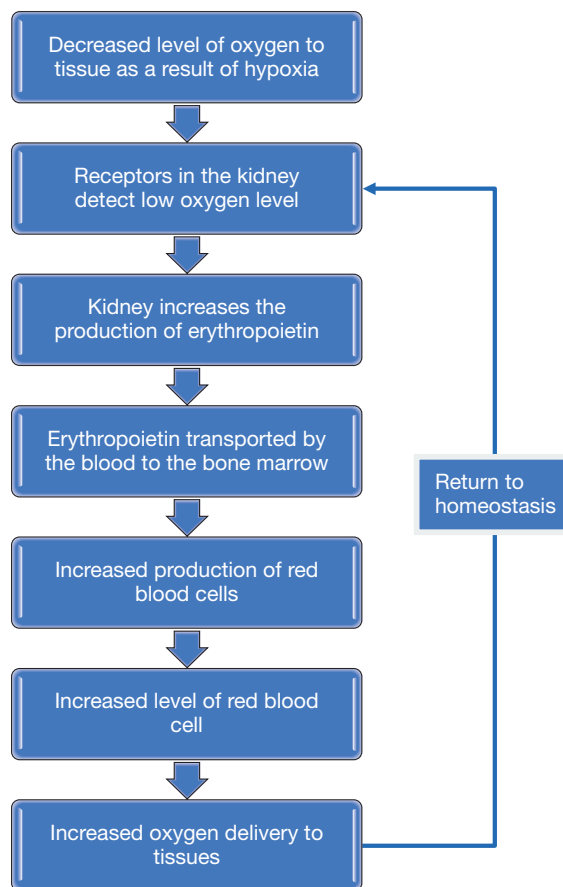 Decreased level of oxygen to
tissue as a result of hypoxia
Receptors in the kidney
detect low oxygen level
Kidney increases the
production of erythropoietin
Erythropoietin transported by
the blood to the bone marrow
Return to
homeostasis
Increased production of red
blood cells
Increased level of red blood
cell
Increased oxygen delivery to
tissues